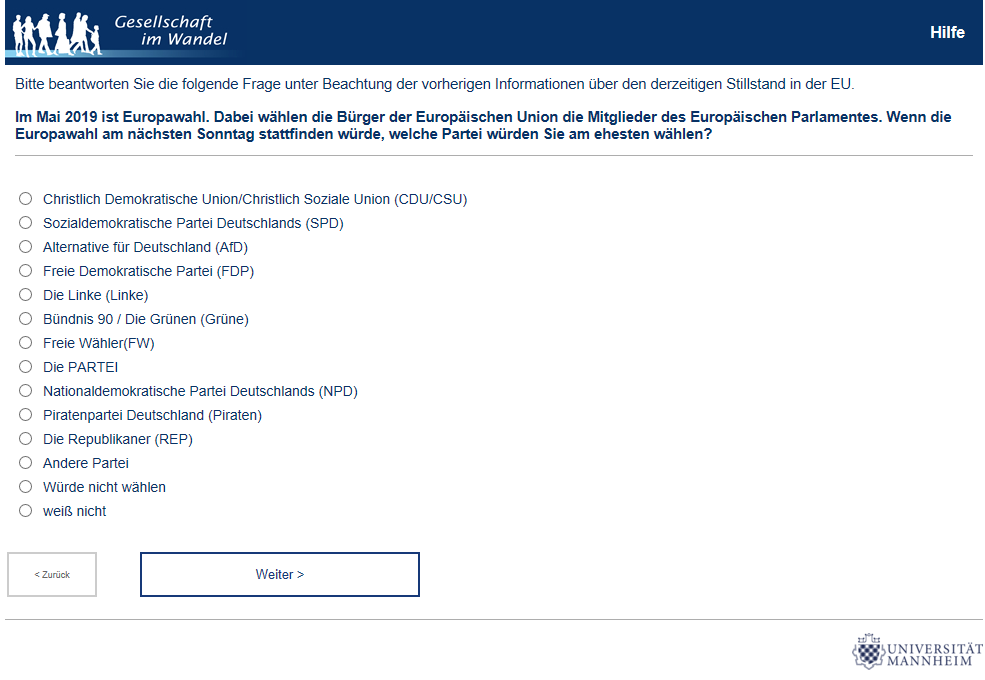 Gesellschaft
im Wandel
Hilfe
Bitte beantworten Sie die folgende Frage unter Beachtung der vorherigen Informationen über den derzeitigen Stillstand in der EU.
Im Mai 2019 ist Europawahl. Dabei wählen die Bürger der Europäischen Union die Mitglieder des Europäischen Parlamentes. Wenn die
Europawahl am nächsten Sonntag stattfinden würde, welche Partei würden Sie am ehesten wählen?
Christlich Demokratische Union/Christlich Soziale Union (CDU/CSU)
Sozialdemokratische Partei Deutschlands (SPD)
Alternative für Deutschland (AfD)
Freie Demokratische Partei (FDP)
Die Linke (Linke)
Bündnis 90 / Die Grünen (Grüne)
Freie Wähler(FW)
Die PARTEI
Nationaldemokratische Partei Deutschlands (NPD)
Piratenpartei Deutschland (Piraten)
Die Republikaner (REP)
Andere Partei
Würde nicht wählen
weiß nicht
< Zurück
Weiter >
UNIVERSITÄT
MANNHEIM